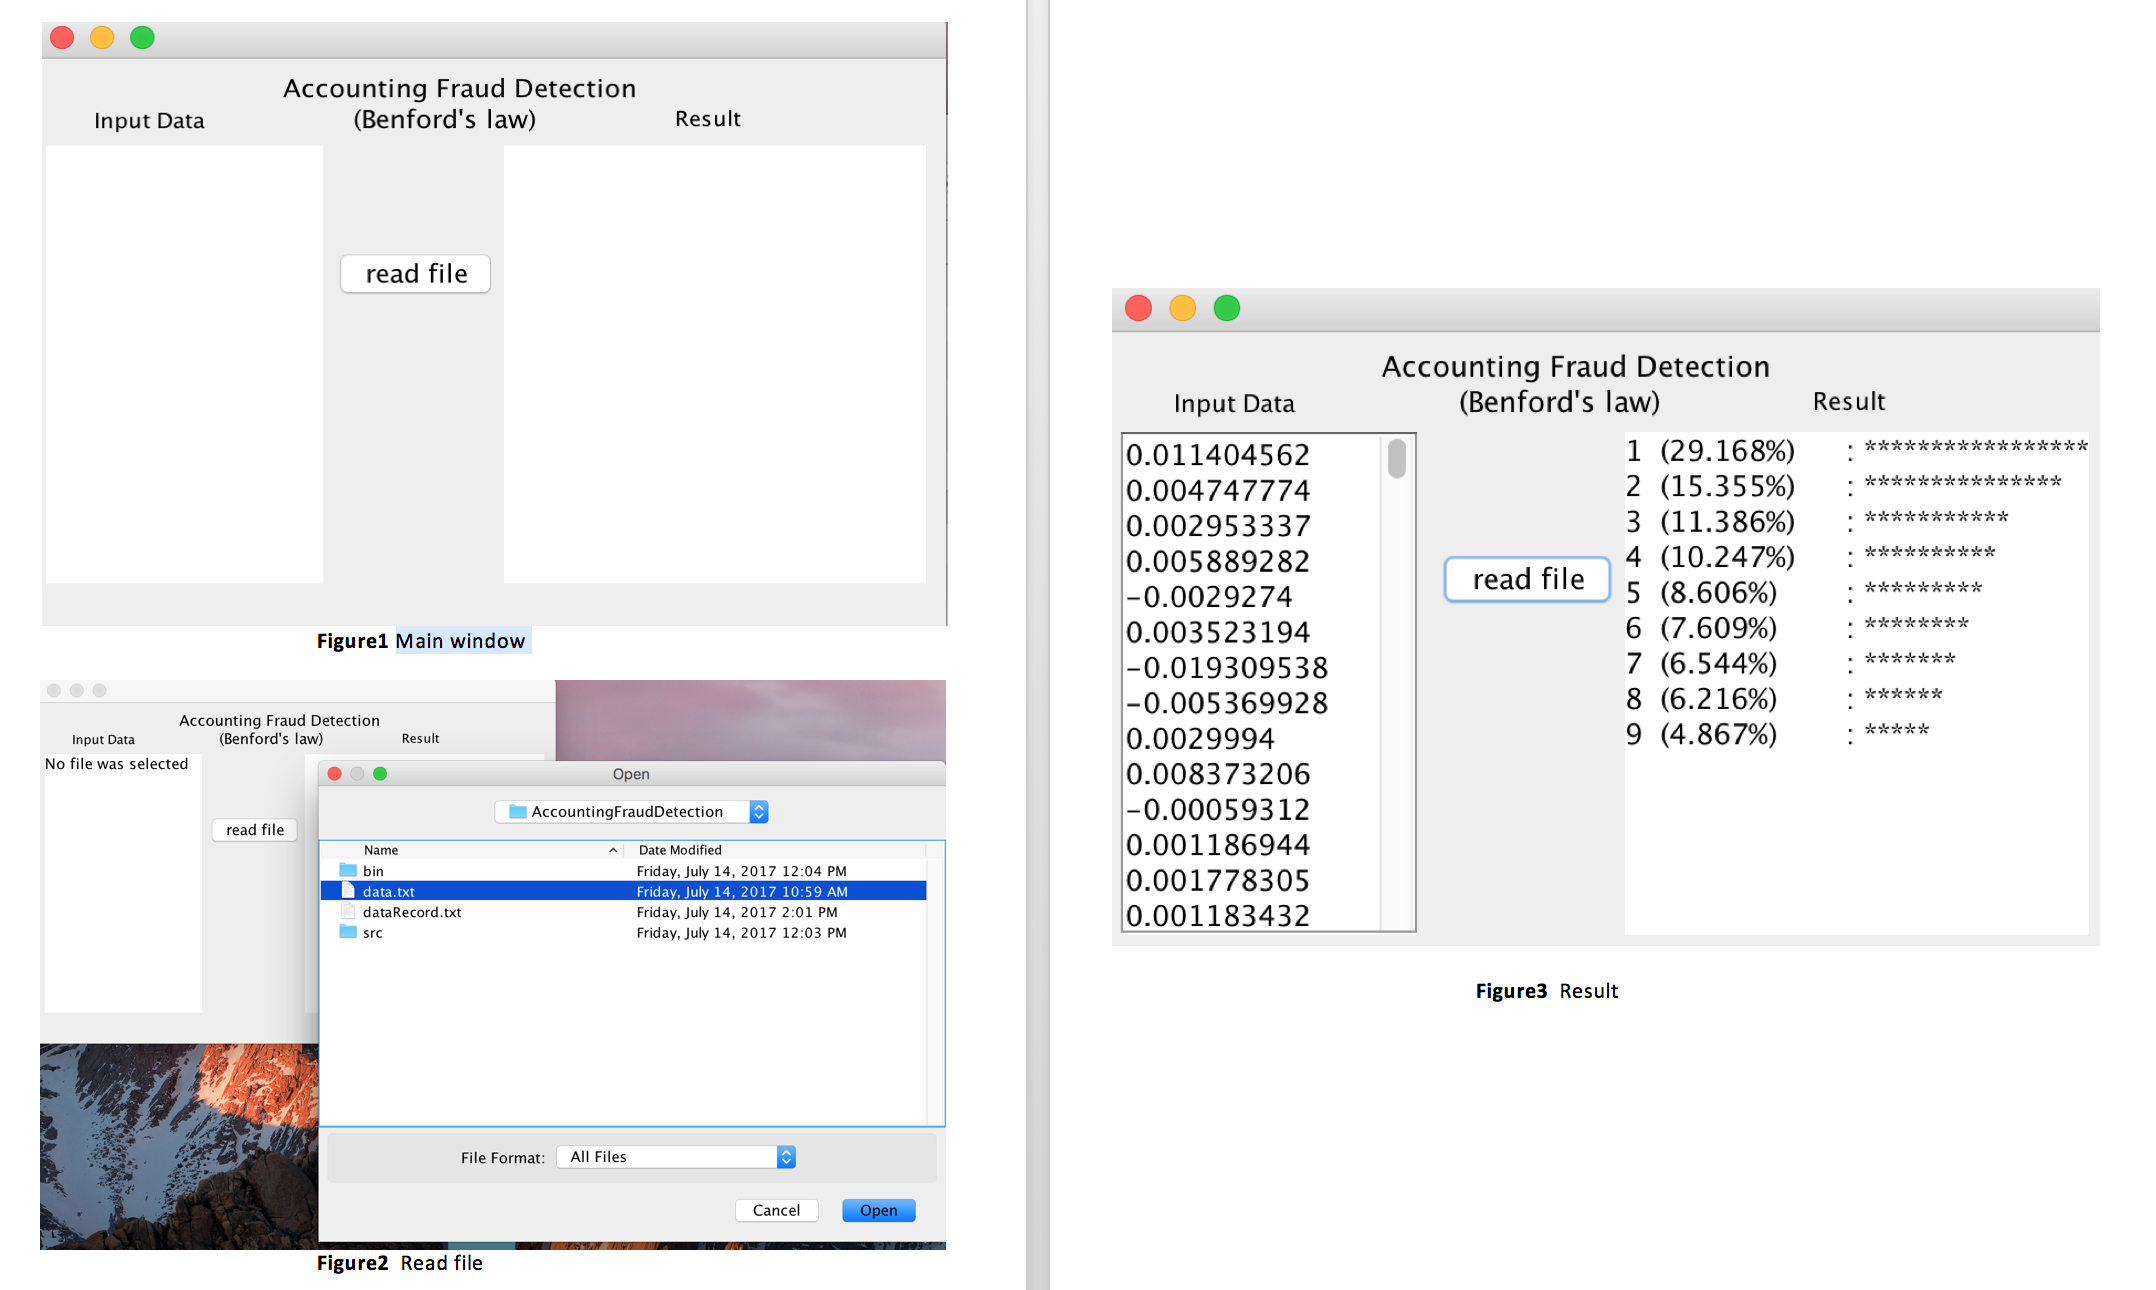 Accounting Fraud Detection
(Benford's law)
Input Data
Result
read file
Figure1 Main window
Accounting Fraud Detection
(Benford's law)
Input Data
Result
No file was selected
read file
Open
AccountingFraudDetection
Name Date Modified
bin Friday, July 14, 2017 12:04 PM
data.txt Friday, July 14, 2017 10:59 AM
dataRecord.txt Friday, July 14, 2017 2:01 PM
src Friday, July 14, 2017 12:03 PM
File Format: All Files
Cancel Open
Figure2 Read file
Accounting Fraud Detection
(Benford's law)
Input Data
Result
0.011404562
0.004747774
0.002953337
0.005889282
-0.0029274
0.003523194
-0.019309538
-0.005369928
0.0029994
0.008373206
-0.00059312
0.001186944
0.001778305
0.001183432
read file
1 (29.168%) : *****************
2 (15.355%) : ***************
3 (11.386%) : ***********
4 (10.247%) : **********
5 (8.606%) : *********
6 (7.609%) : ********
7 (6.544%) : *******
8 (6.216%) : ******
9 (4.867%) : *****
Figure3 Result